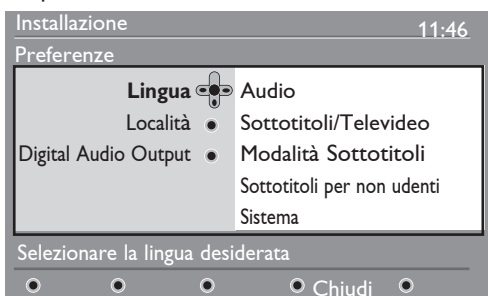 Installazione 11:46
Preferenze
Lingua Audio
Località Sottotitoli/Televideo
Digital Audio Output Modalità Sottotitoli
Sottotitoli per non udenti
Sistema
Selezionare la lingua desiderata
Chiudi